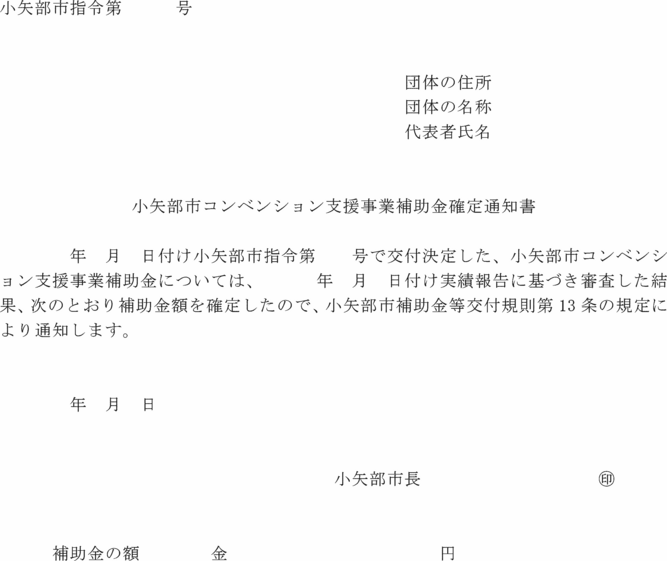 小矢部市指令第　　　号
団体の住所
団体の名称
代表者氏名
小矢部市コンベンション支援事業補助金確定通知書
　　　　年　月　日付け小矢部市指令第　　号で交付決定した、小矢部市コンベンシ
ョン支援事業補助金については、　　　年　月　日付け実績報告に基づき審査した結
果、次のとおり補助金額を確定したので、小矢部市補助金等交付規則第 13 条の規定に
より通知します。
　　　　年　月　日
小矢部市長　　　　　　　　　　㊞
補助金の額　　　　金　　　　　　　　　　　　円